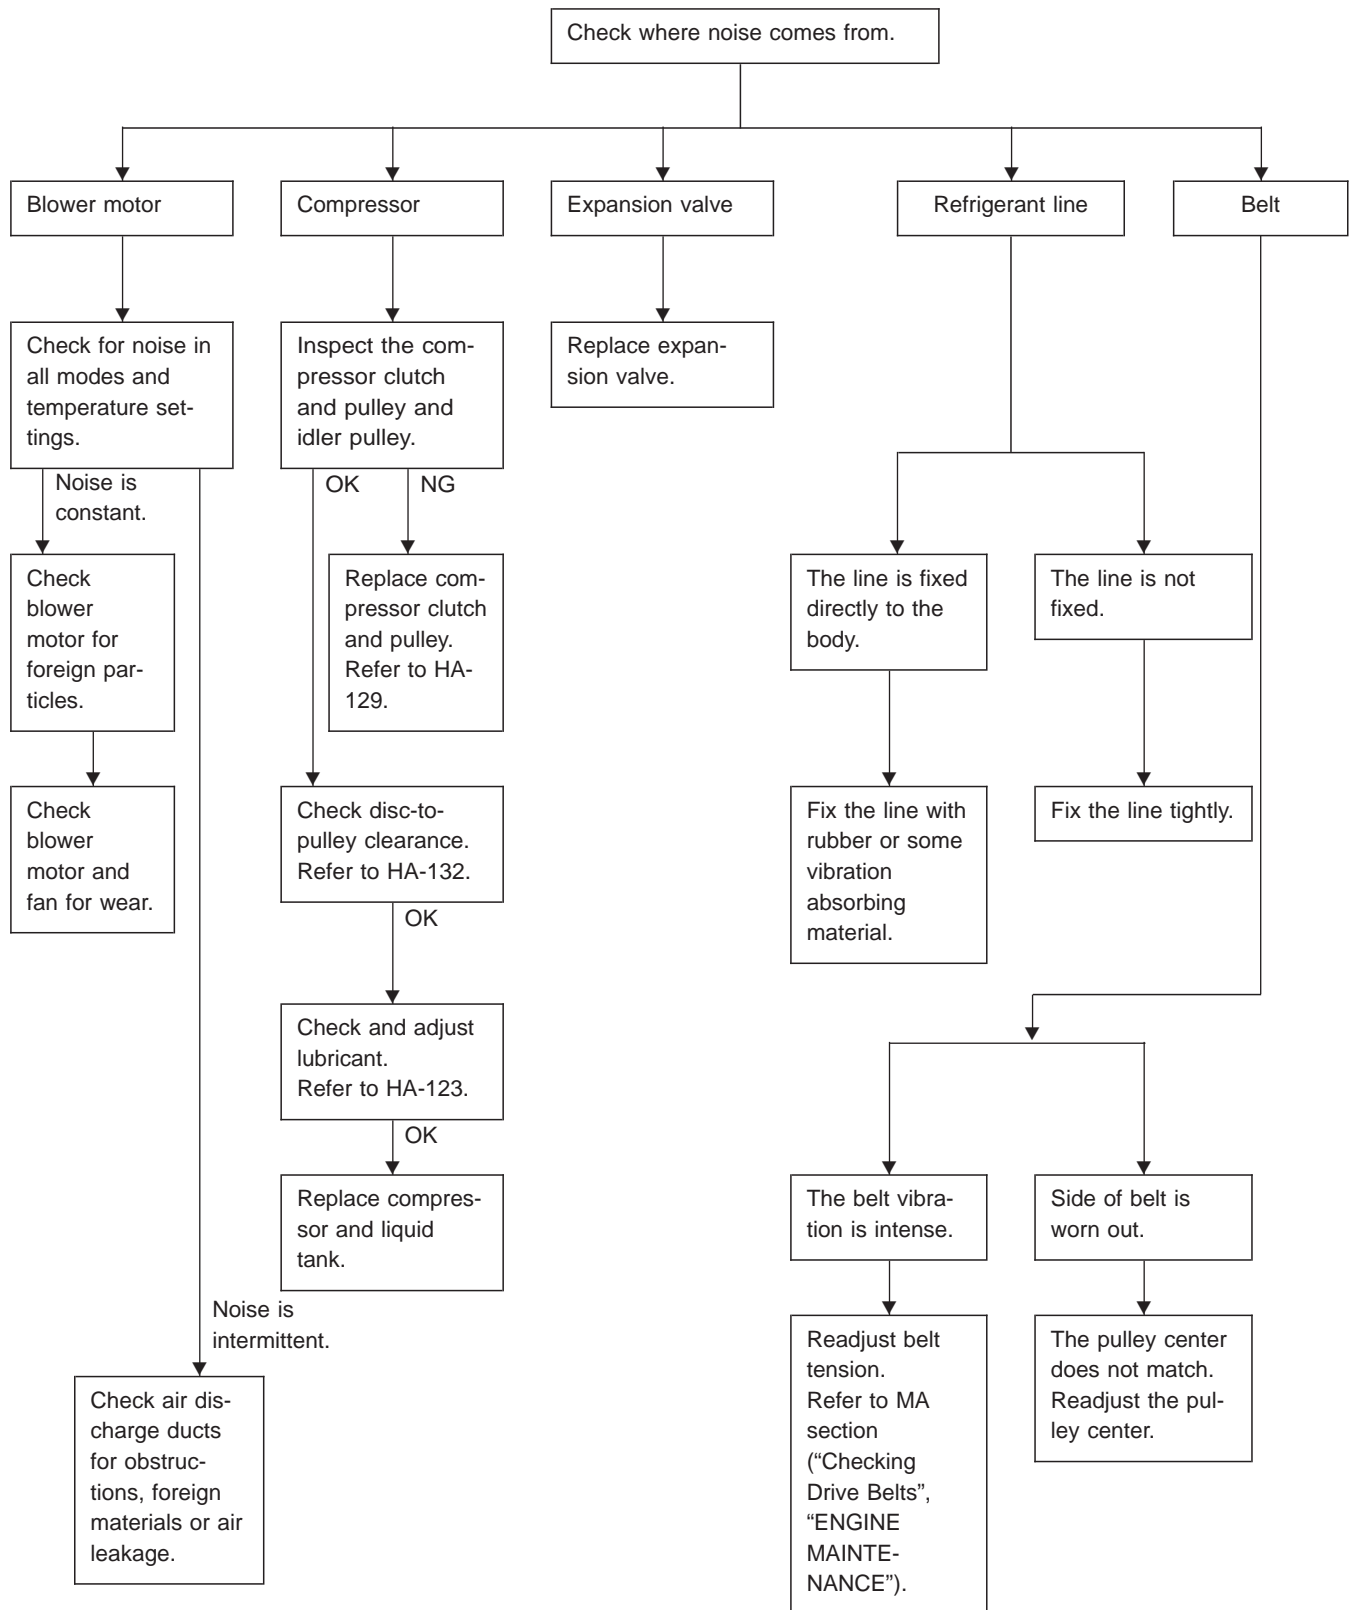 Check where noise comes from.
Blower motor
Compressor
Expansion valve
Refrigerant line
Belt
Check for noise in
all modes and
temperature set-
tings.
Inspect the com-
pressor clutch
and pulley and
idler pulley.
Replace expan-
sion valve.
Noise is
constant.
OK
NG
Check
blower
motor for
foreign par-
ticles.
Replace com-
pressor clutch
and pulley.
Refer to HA-
129.
The line is fixed
directly to the
body.
The line is not
fixed.
Check
blower
motor and
fan for wear.
Check disc-to-
pulley clearance.
Refer to HA-132.
Fix the line with
rubber or some
vibration
absorbing
material.
Fix the line tightly.
OK
Check and adjust
lubricant.
Refer to HA-123.
OK
Replace compres-
sor and liquid
tank.
The belt vibra-
tion is intense.
Side of belt is
worn out.
Noise is
intermittent.
Check air dis-
charge ducts
for obstruc-
tions, foreign
materials or air
leakage.
Readjust belt
tension.
Refer to MA
section
(“Checking
Drive Belts”,
“ENGINE
MAINTE-
NANCE”).
The pulley center
does not match.
Readjust the pul-
ley center.